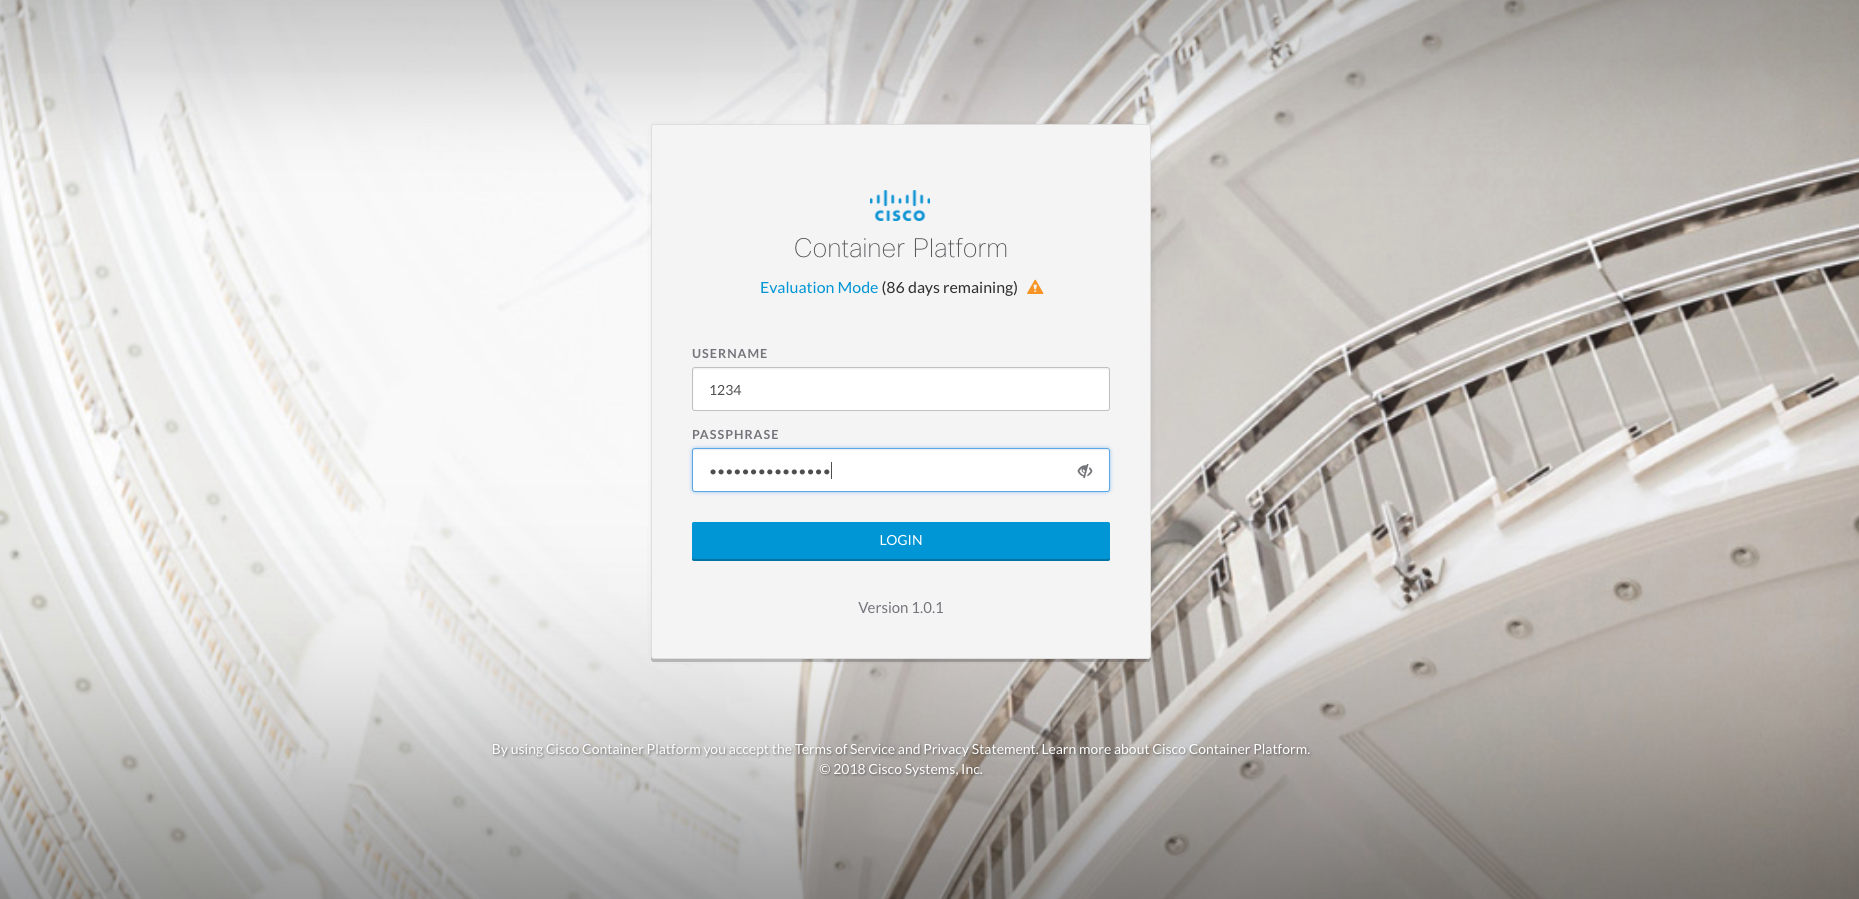 CISCO
Container Platform
Evaluation Mode (86 days remaining)
USERNAME
1234
PASSPHRASE
•••••••••••••••
LOGIN
Version 1.0.1
By using Cisco Container Platform you accept the Terms of Service and Privacy Statement. Learn more about Cisco Container Platform.
© 2018 Cisco Systems, Inc.